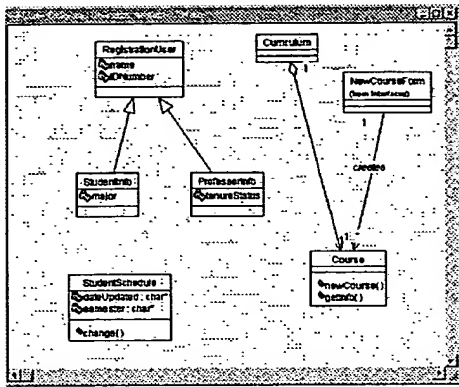 RegistrationUser
name
IDNumber
Curriculum
1
NewCourseForm
(from Interfaces)
1
creates
StudentInfo
major
ProfessorInfo
tenureStatus
1
Course
newCourse()
getInfo()
StudentSchedule
dateUpdated : char*
semester : char*
change()